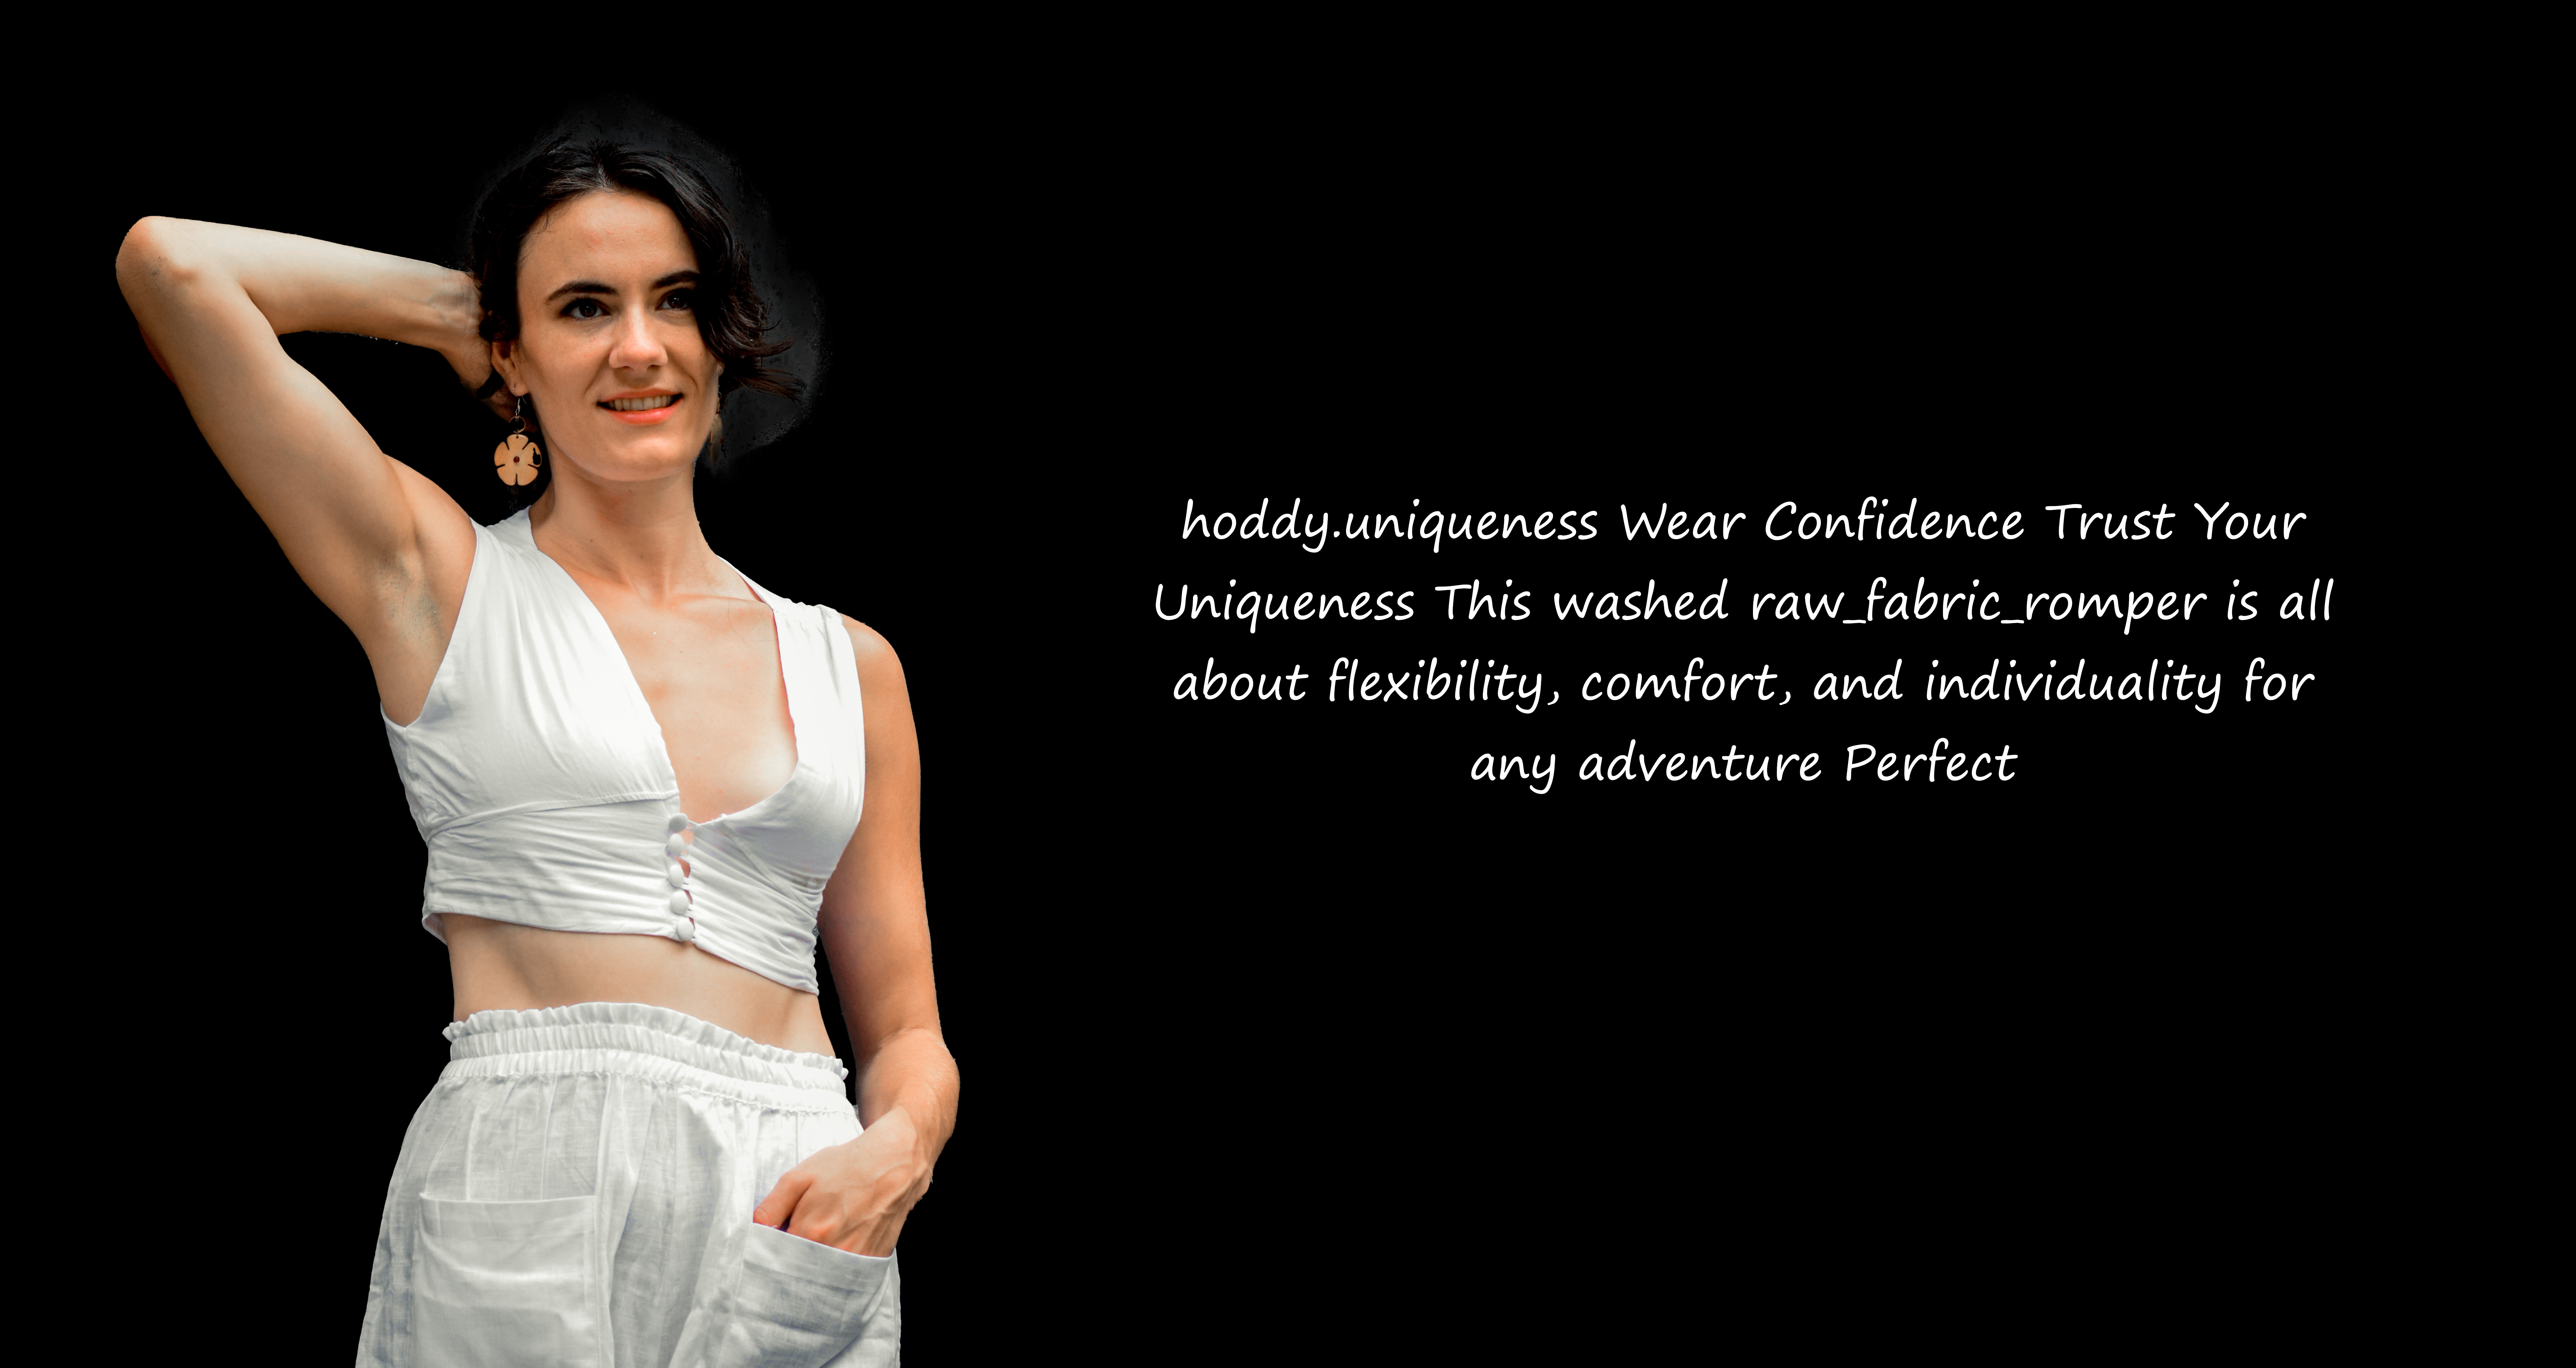 hoddy.uniqueness Wear Confidence Trust Your
Uniqueness This washed raw_fabric_romper is all
about flexibility, comfort, and individuality for
any adventure Perfect